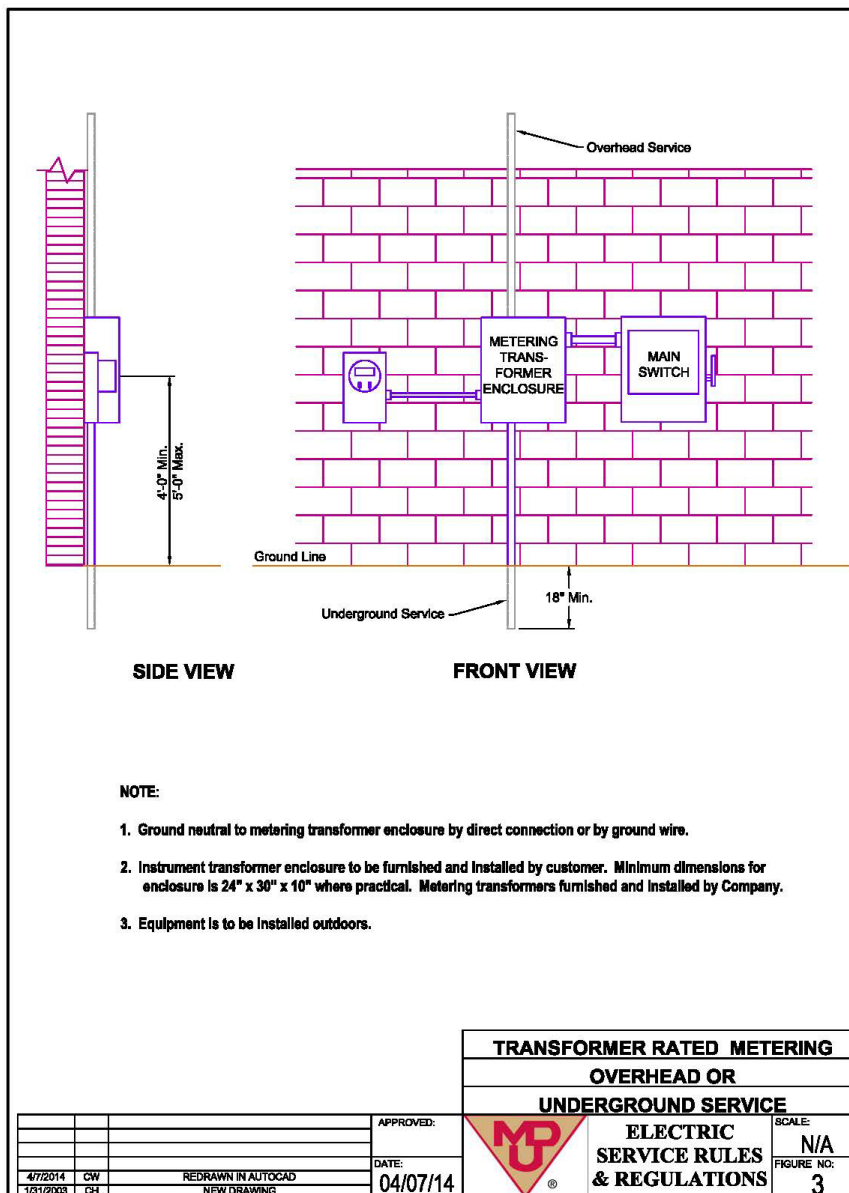 Overhead Service
METERING
TRANS-
FORMER
ENCLOSURE
MAIN
SWITCH
4'-0" Min.
5'-0" Max.
Ground Line
18" Min.
Underground Service
SIDE VIEW
FRONT VIEW
NOTE:
1. Ground neutral to metering transformer enclosure by direct connection or by ground wire.
2. Instrument transformer enclosure to be furnished and installed by customer. Minimum dimensions for
enclosure is 24" x 30" x 10" where practical. Metering transformers furnished and installed by Company.
3. Equipment is to be installed outdoors.
TRANSFORMER RATED METERING
OVERHEAD OR
UNDERGROUND SERVICE
APPROVED:
DATE:
04/07/14
MDU
®
ELECTRIC
SERVICE RULES
& REGULATIONS
SCALE:
N/A
FIGURE NO:
3
4/7/2014 CW REDRAWN IN AUTOCAD
1/31/2003 CH NEW DRAWING